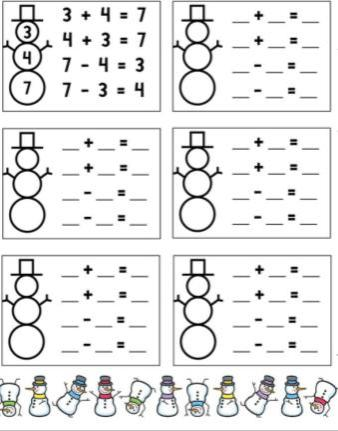 3
4
7
3 + 4 = 7
4 + 3 = 7
7 - 4 = 3
7 - 3 = 4
__ + __ = __
__ + __ = __
__ - __ = __
__ - __ = __
__ + __ = __
__ + __ = __
__ - __ = __
__ - __ = __
__ + __ = __
__ + __ = __
__ - __ = __
__ - __ = __
__ + __ = __
__ + __ = __
__ - __ = __
__ - __ = __
__ + __ = __
__ + __ = __
__ - __ = __
__ - __ = __